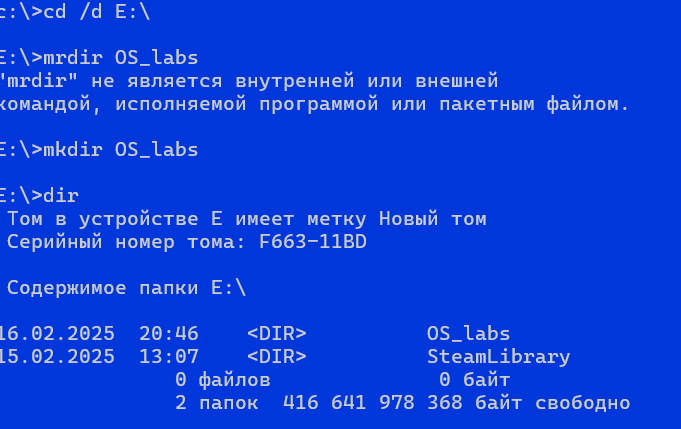 c:\>cd /d E:\
E:\>mrdir OS_labs
"mrdir" не является внутренней или внешней
командой, исполняемой программой или пакетным файлом.
E:\>mkdir OS_labs
E:\>dir
Том в устройстве E имеет метку Новый том
Серийный номер тома: F663-11BD
Содержимое папки E:\
16.02.2025  20:46    <DIR>          OS_labs
15.02.2025  13:07    <DIR>          SteamLibrary
0 файлов              0 байт
2 папок  416 641 978 368 байт свободно